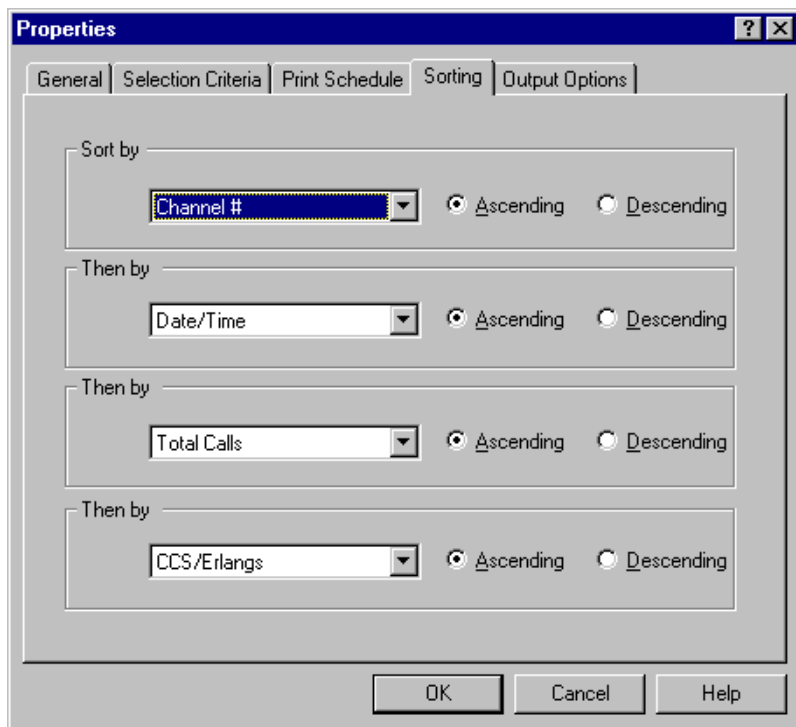 Properties
General Selection Criteria Print Schedule Sorting Output Options
Sort by
Channel # Ascending Descending
Then by
Date/Time Ascending Descending
Then by
Total Calls Ascending Descending
Then by
CCS/Erlangs Ascending Descending
OK Cancel Help